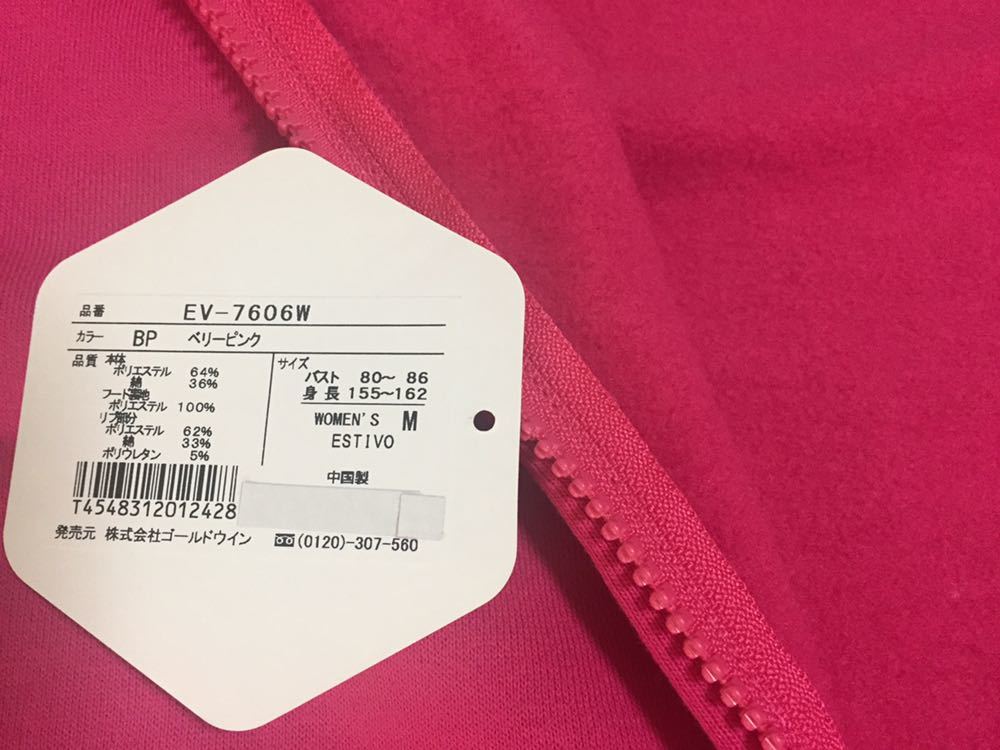 品番 EV-7606W
カラー BP ベリーピンク
品質 本体
ポリエステル 64%
綿 36%
フード裏地
ポリエステル 100%
リブ部分
ポリエステル 62%
綿 33%
ポリウレタン 5%
サイズ
バスト 80〜 86
身長 155〜162
WOMEN'S M
ESTIVO
中国製
T4548312012428
発売元 株式会社ゴールドウイン (0120)-307-560